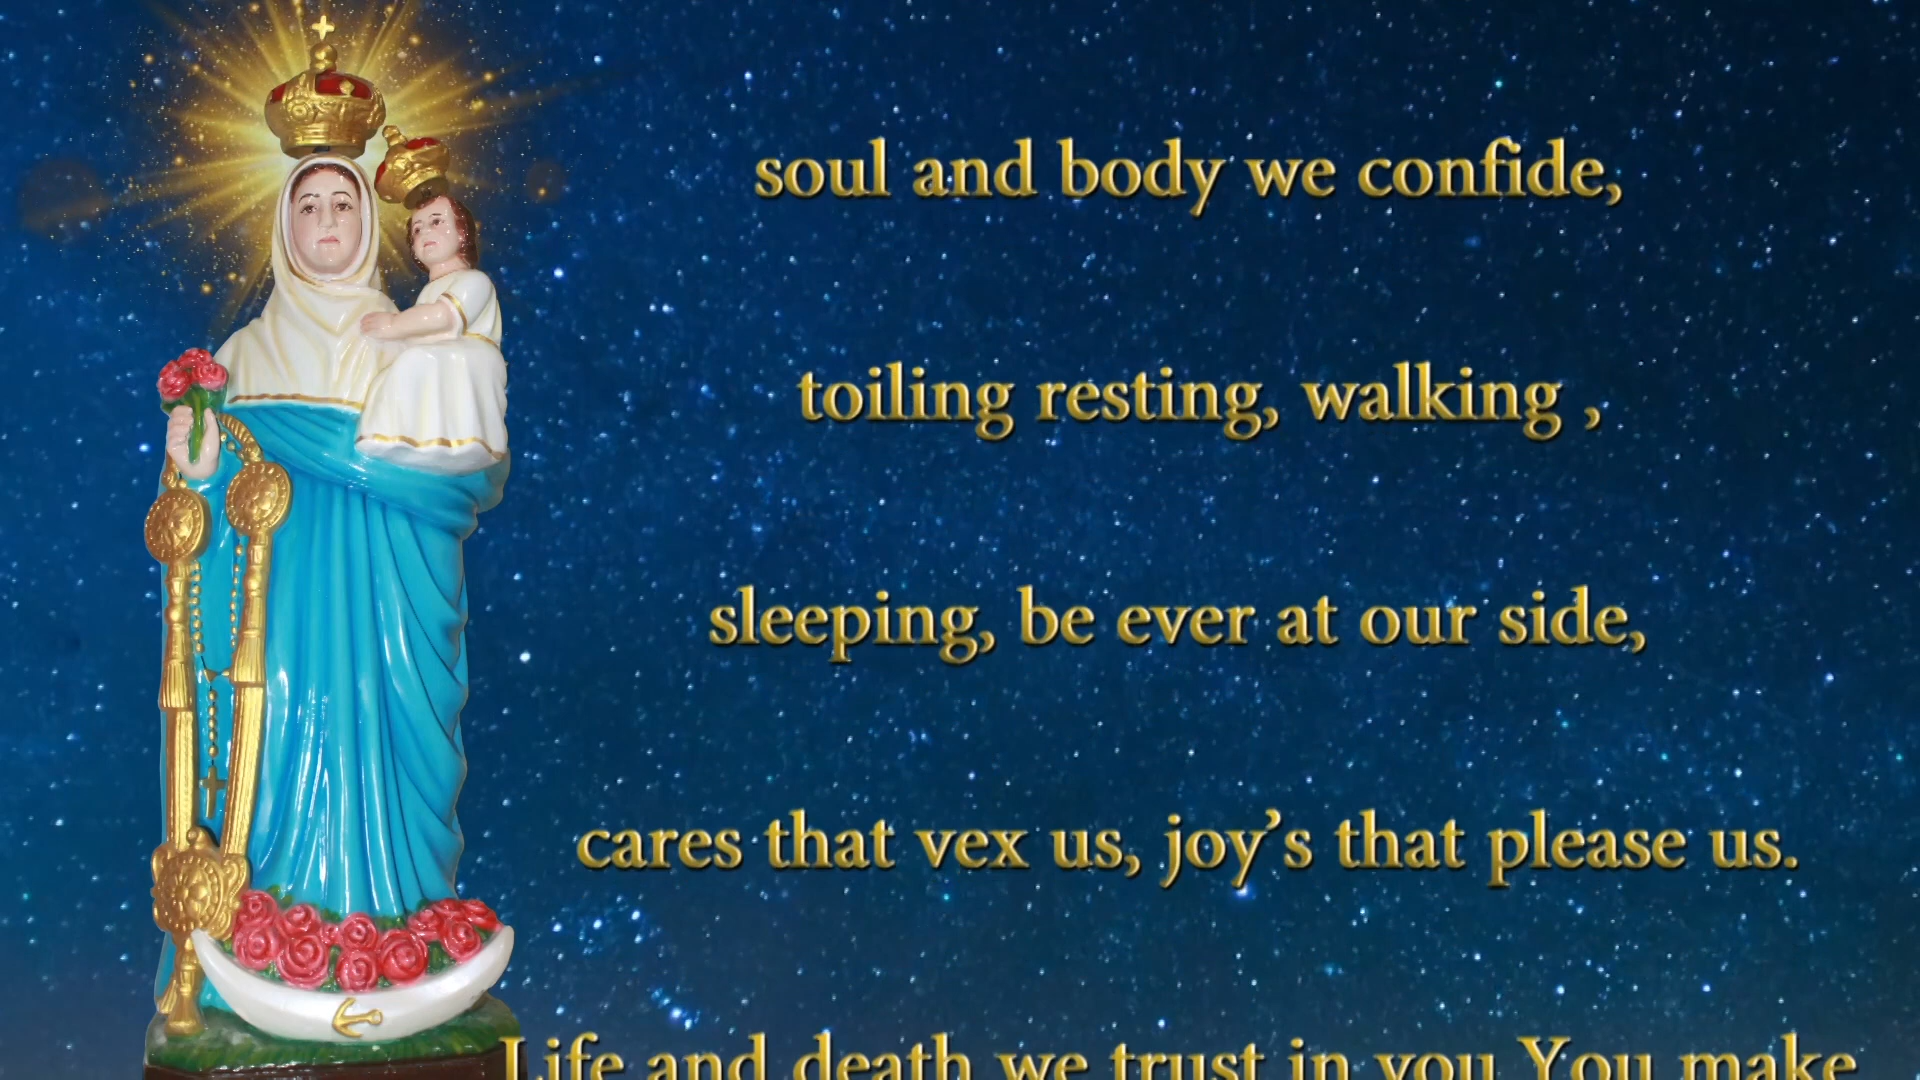 soul and body we confide,
toiling resting, walking ,
sleeping, be ever at our side,
cares that vex us, joy’s that please us.
Life and death we trust in you You make